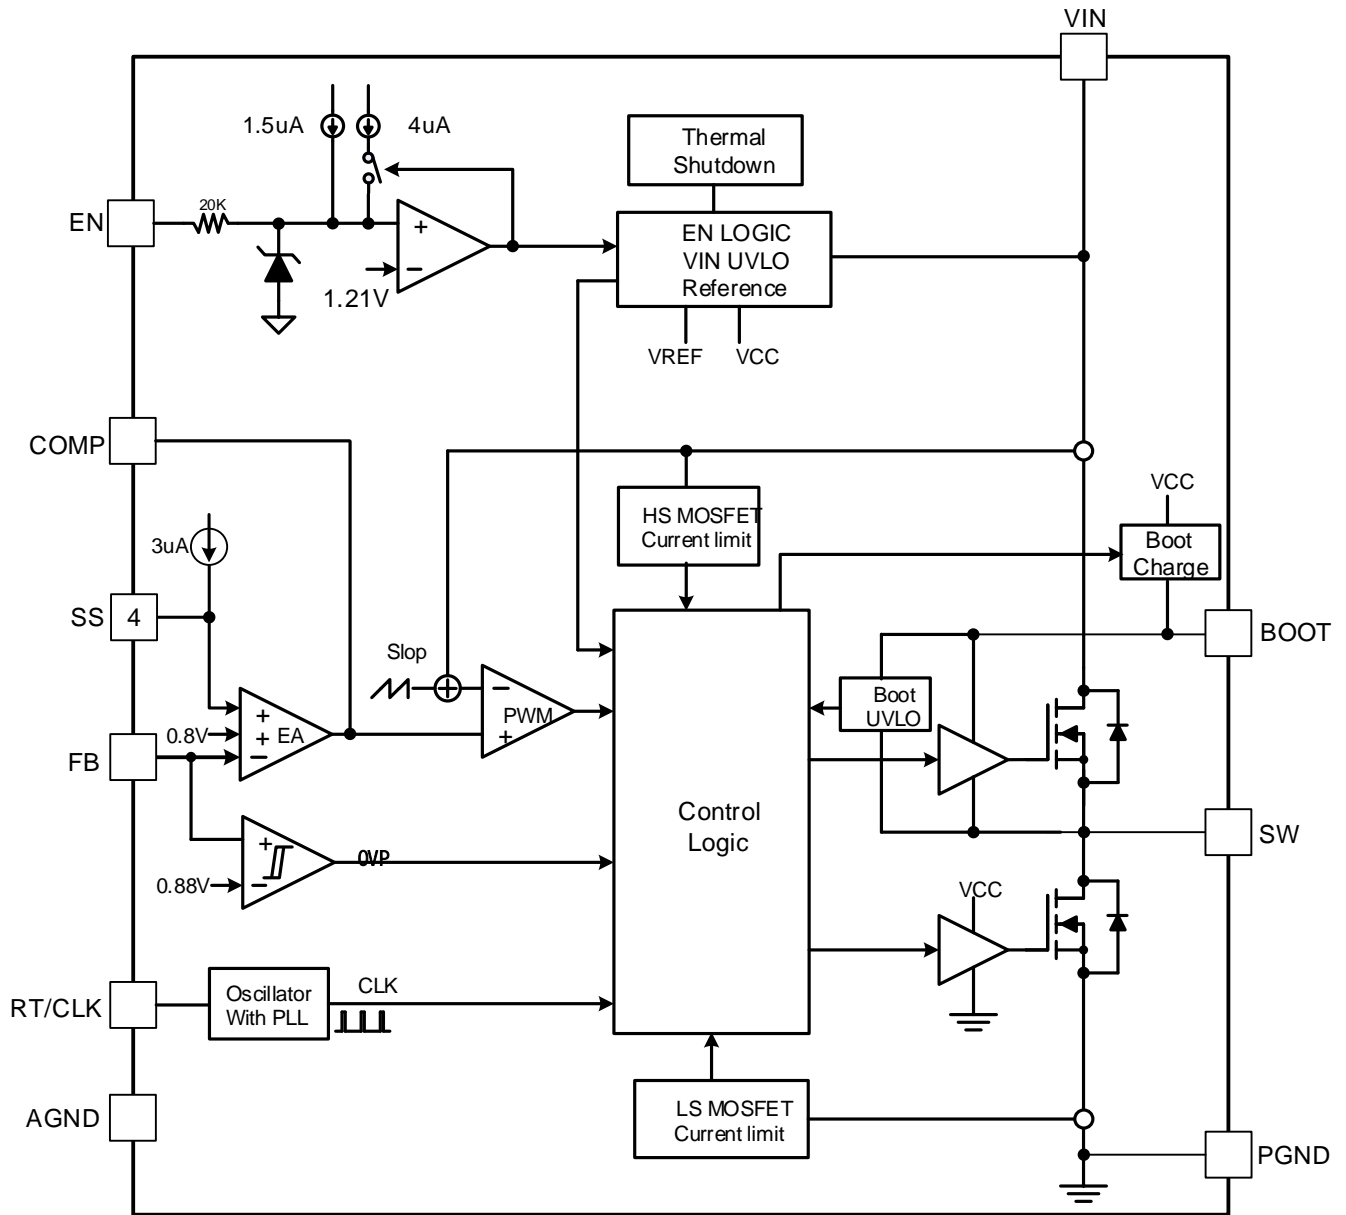 VIN
1.5uA
4uA
Thermal
Shutdown
EN
20K
+
−
1.21V
EN LOGIC
VIN UVLO
Reference
VREF
VCC
COMP
HS MOSFET
Current limit
VCC
Boot
Charge
3uA
SS
4
BOOT
Slop
+
−
PWM
+
Boot
UVLO
+
+
EA
−
0.8V
FB
Control
Logic
SW
+
−
0.88V
OVP
VCC
RT/CLK
Oscillator
With PLL
CLK
AGND
LS MOSFET
Current limit
PGND